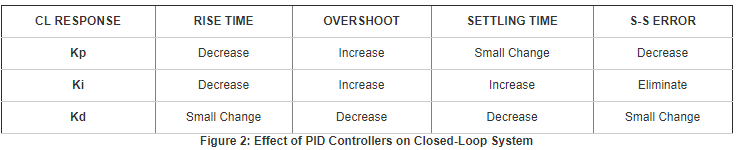 CL RESPONSE RISE TIME OVERSHOOT SETTLING TIME S-S ERROR
Kp Decrease Increase Small Change Decrease
Ki Decrease Increase Increase Eliminate
Kd Small Change Decrease Decrease Small Change
Figure 2: Effect of PID Controllers on Closed-Loop System